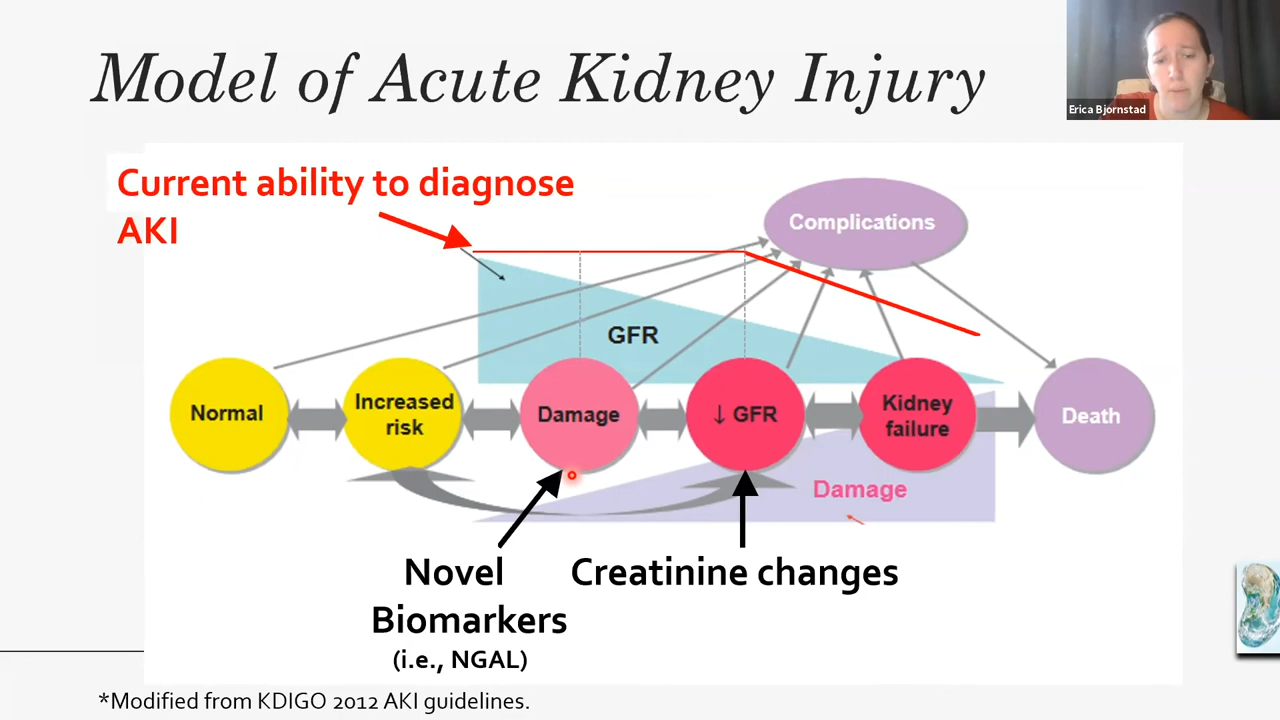 Model of Acute Kidney Injury
Erica Bjornstad
Current ability to diagnose
AKI
Complications
GFR
Normal
Increased
risk
Damage
↓ GFR
Kidney
failure
Death
Damage
Novel
Biomarkers
(i.e., NGAL)
Creatinine changes
*Modified from KDIGO 2012 AKI guidelines.